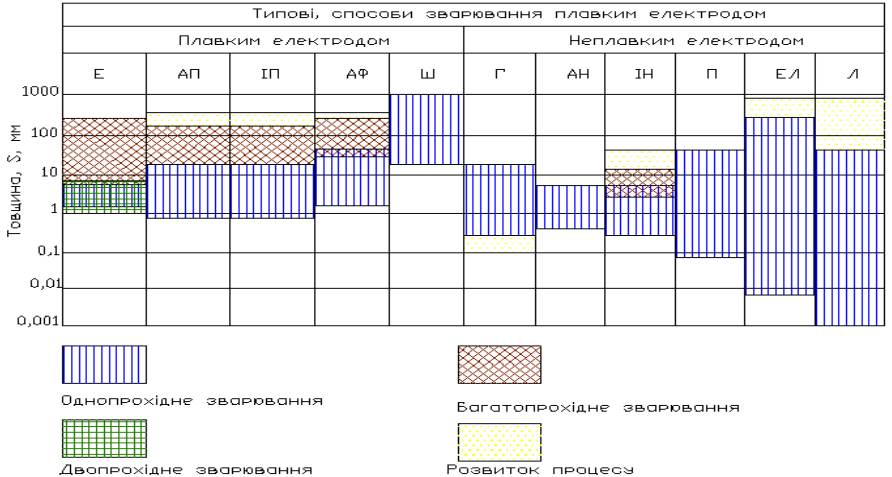 Типові, способи зварювання плавким електродом
Плавким електродом Неплавким електродом
Е АП ІП АФ Ш Г АН ІН П ЕЛ Л
Товщина, S, мм
1000
100
10
1
0,1
0,01
0,001
Однопрохідне зварювання
Багатопрохідне зварювання
Двопрохідне зварювання
Розвиток процесу